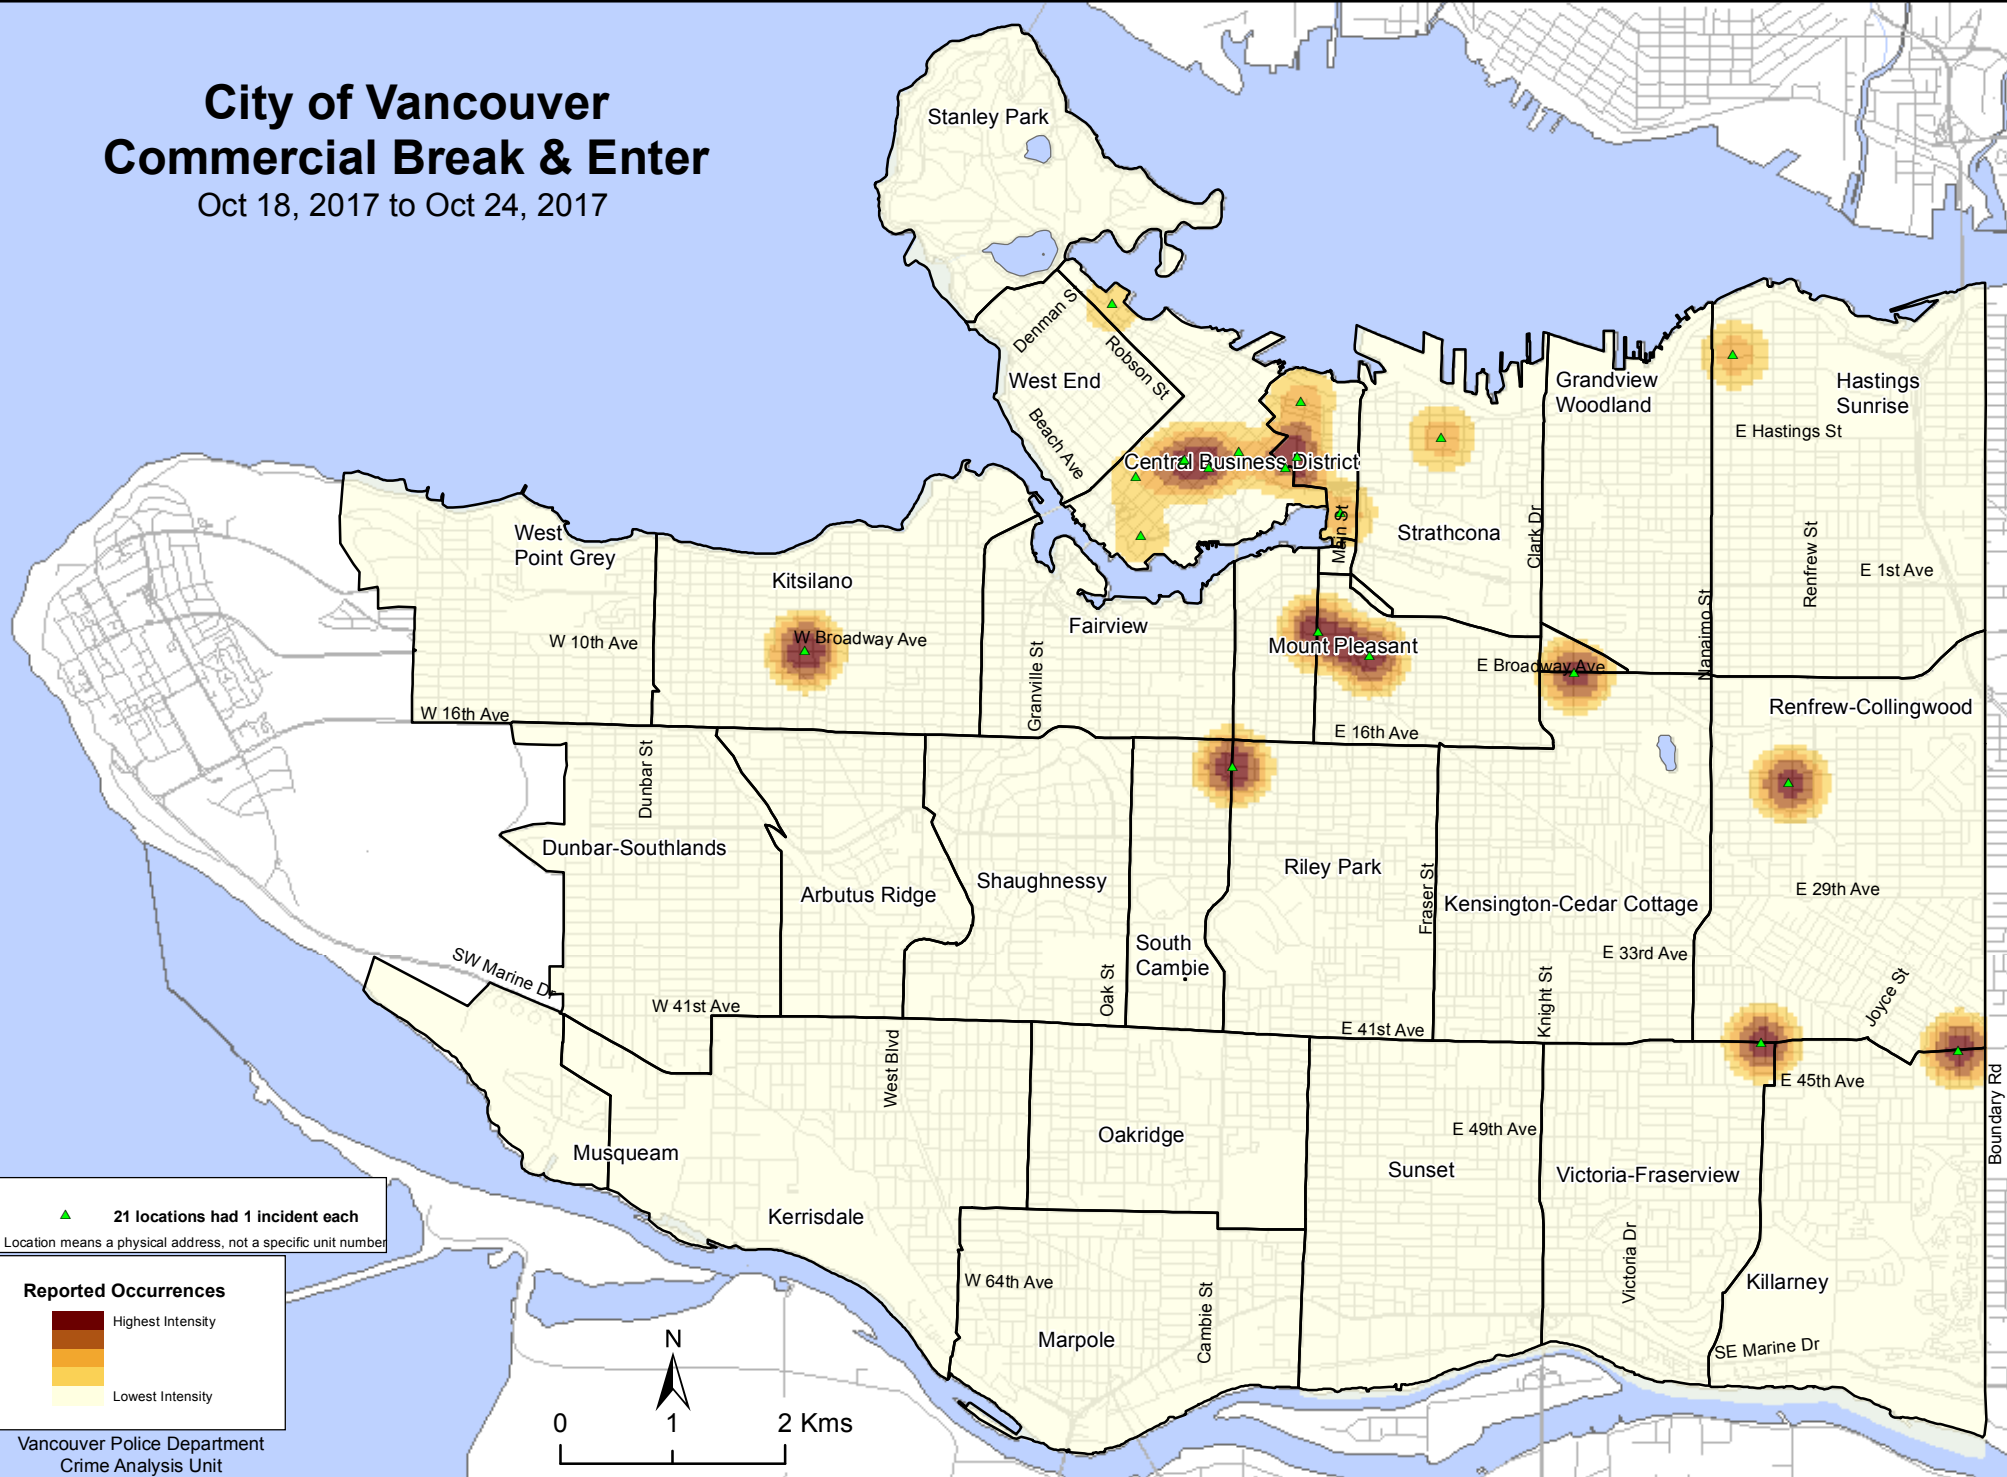 City of Vancouver
Commercial Break & Enter
Oct 18, 2017 to Oct 24, 2017
Stanley Park
Denman S
Robson St
West End
Beach Ave
Central Business District
Main St
Strathcona
Clark Dr
Grandview
Woodland
Hastings
Sunrise
E Hastings St
Renfrew St
E 1st Ave
Nanaimo St
West
Point Grey
Kitsilano
W 10th Ave
W Broadway Ave
Fairview
Granville St
Mount Pleasant
E Broadway Ave
W 16th Ave
E 16th Ave
Renfrew-Collingwood
Dunbar St
Dunbar-Southlands
Arbutus Ridge
Shaughnessy
Riley Park
Fraser St
Kensington-Cedar Cottage
E 29th Ave
South
Cambie
E 33rd Ave
SW Marine Dr
W 41st Ave
Oak St
E 41st Ave
Knight St
Joyce St
West Blvd
E 45th Ave
Boundary Rd
Musqueam
Oakridge
E 49th Ave
Sunset
Victoria-Fraserview
Kerrisdale
Victoria Dr
W 64th Ave
Cambie St
Killarney
Marpole
SE Marine Dr
21 locations had 1 incident each
Location means a physical address, not a specific unit number
Reported Occurrences
Highest Intensity
Lowest Intensity
Vancouver Police Department
Crime Analysis Unit
N
0 1 2 Kms